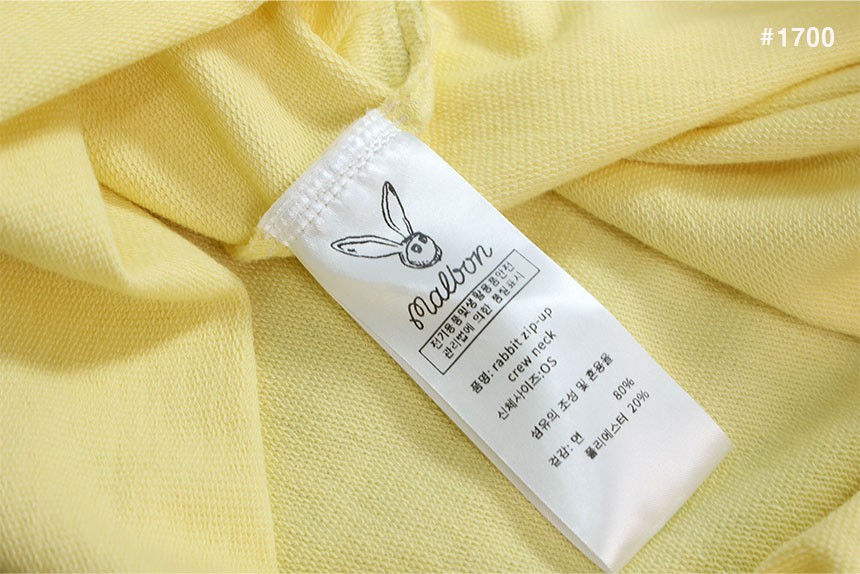 #1700
malbon
전기용품및생활용품안전
관리법에 의한 품질표시
품명: rabbit zip-up
crew neck
신체사이즈:OS
섬유의 조성 및 혼용율
겉감: 면 80%
폴리에스터 20%